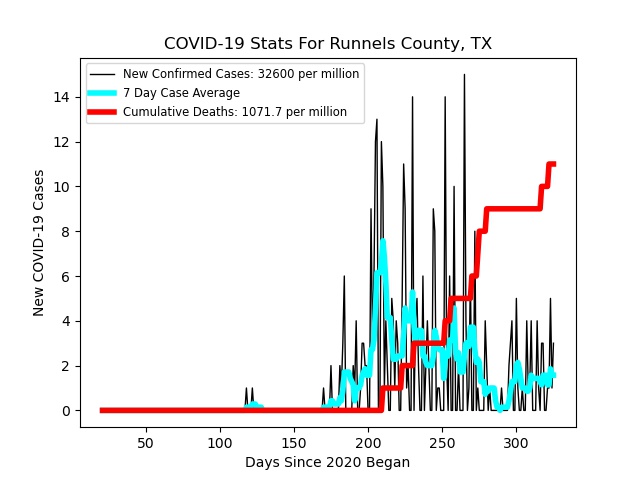 COVID-19 Stats For Runnels County, TX
New Confirmed Cases: 32600 per million
7 Day Case Average
Cumulative Deaths: 1071.7 per million
New COVID-19 Cases
14
12
10
8
6
4
2
0
50 100 150 200 250 300
Days Since 2020 Began